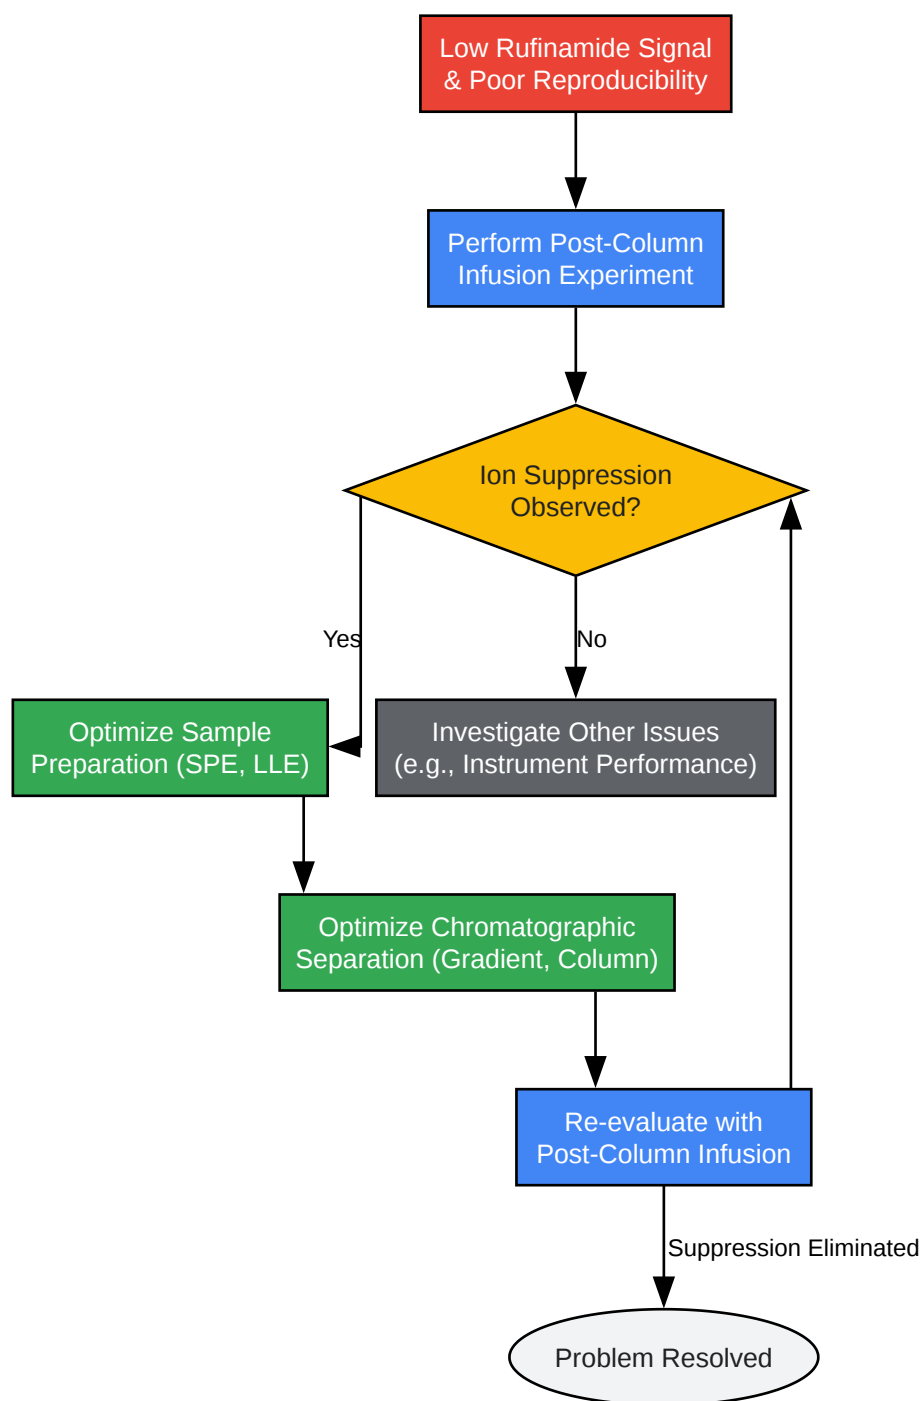 Low Rufinamide Signal
& Poor Reproducibility
Perform Post-Column
Infusion Experiment
Ion Suppression
Observed?
Yes
No
Optimize Sample
Preparation (SPE, LLE)
Investigate Other Issues
(e.g., Instrument Performance)
Optimize Chromatographic
Separation (Gradient, Column)
Re-evaluate with
Post-Column Infusion
Suppression Eliminated
Problem Resolved